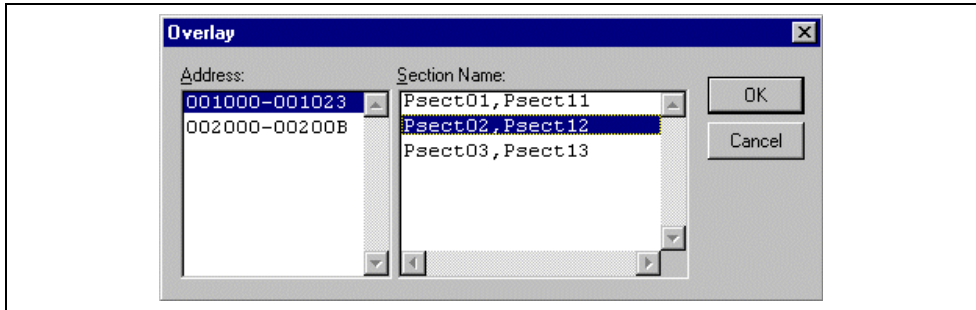 Overlay
Address:
Section Name:
001000-001023
002000-00200B
Psect01,Psect11
Psect02,Psect12
Psect03,Psect13
OK
Cancel